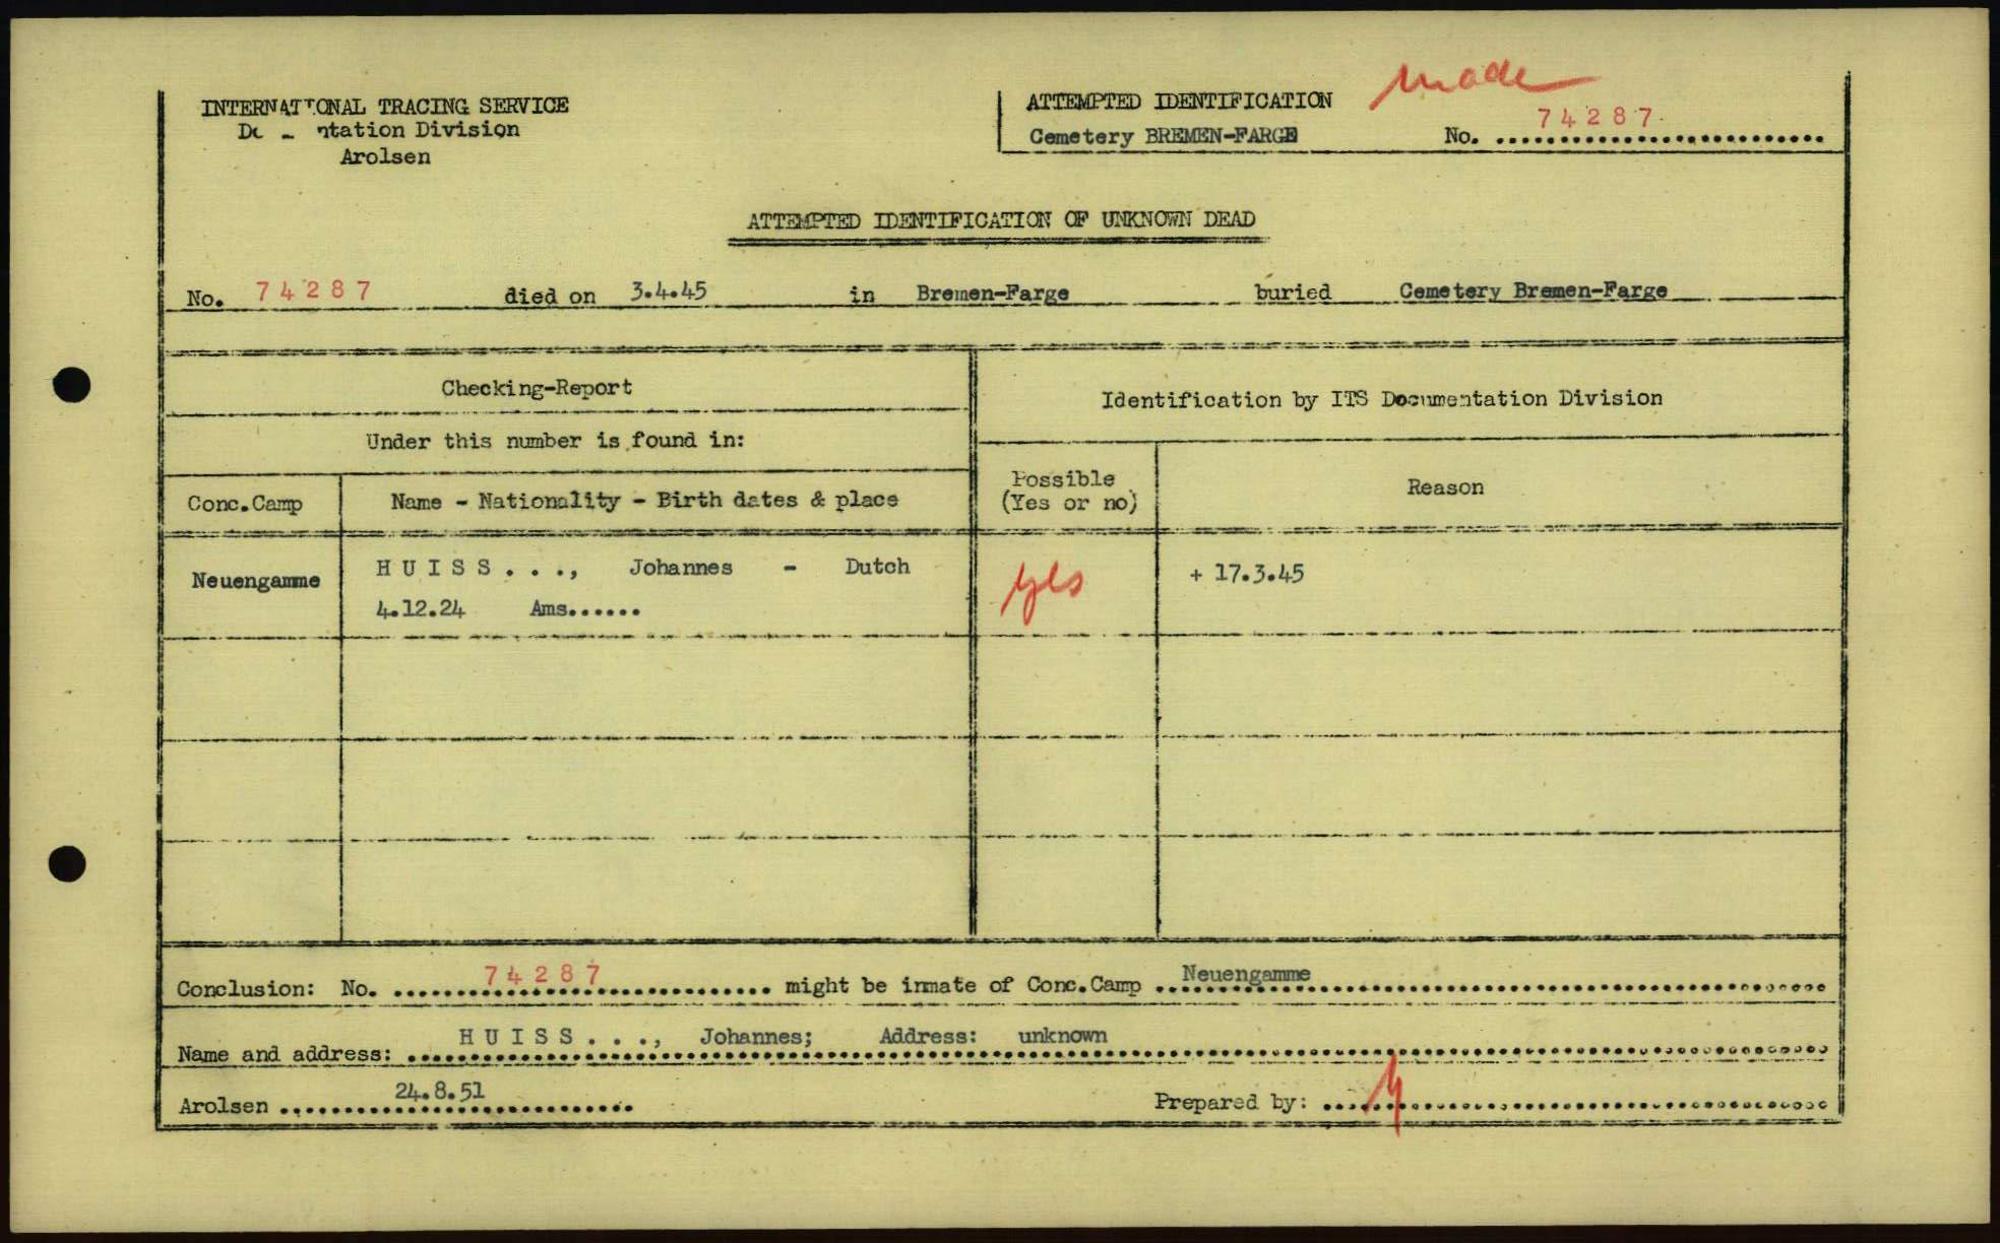 INTERNATIONAL TRACING SERVICE
Division
Arolsen
made
ATTEMPTED IDENTIFICATION
Cemetery BREMEN-FARGE No. 74287
ATTEMPTED IDENTIFICATION OF UNKNOWN DEAD
No. 74287 died on 3.4.45 in Bremen-Farge buried Cemetery Bremen-Farge
Checking-Report
Identification by ITS Documentation Division
Under this number is found in:
Conc.Camp
Name - Nationality - Birth dates & place
Possible
(Yes or no)
Reason
Neuengamme
H U I S S . . ., Johannes - Dutch
4.12.24 Ams......
yes
+ 17.3.45
Conclusion: No. 74287 might be inmate of Conc.Camp Neuengamme
Name and address: H U I S S . . ., Johannes; Address: unknown
Arolsen 24.8.51 Prepared by: